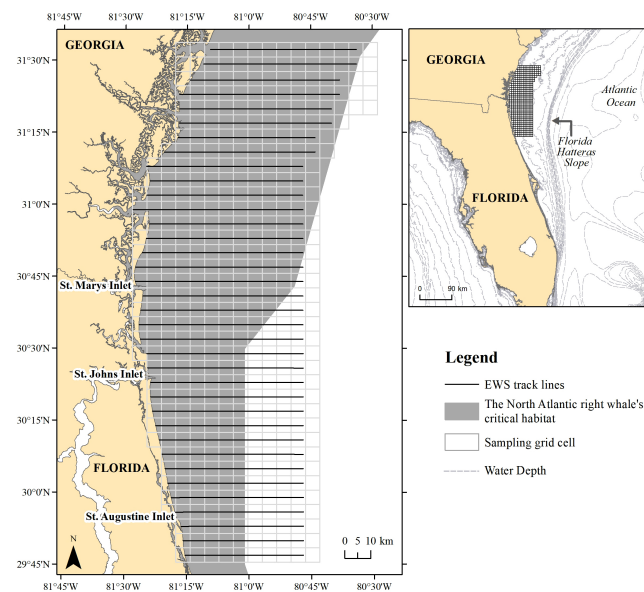 81°45'W 81°30'W 81°15'W 81°0'W 80°45'W 80°30'W
GEORGIA
31°30'N
31°15'N
31°0'N
30°45'N
St. Marys Inlet
30°30'N
St. Johns Inlet
30°15'N
FLORIDA
30°0'N
St. Augustine Inlet
N
0 5 10 km
29°45'N
81°45'W 81°30'W 81°15'W 81°0'W 80°45'W 80°30'W
GEORGIA
Atlantic
Ocean
Florida
Hatteras
Slope
FLORIDA
0 90 km
Legend
EWS track lines
The North Atlantic right whale's
critical habitat
Sampling grid cell
Water Depth